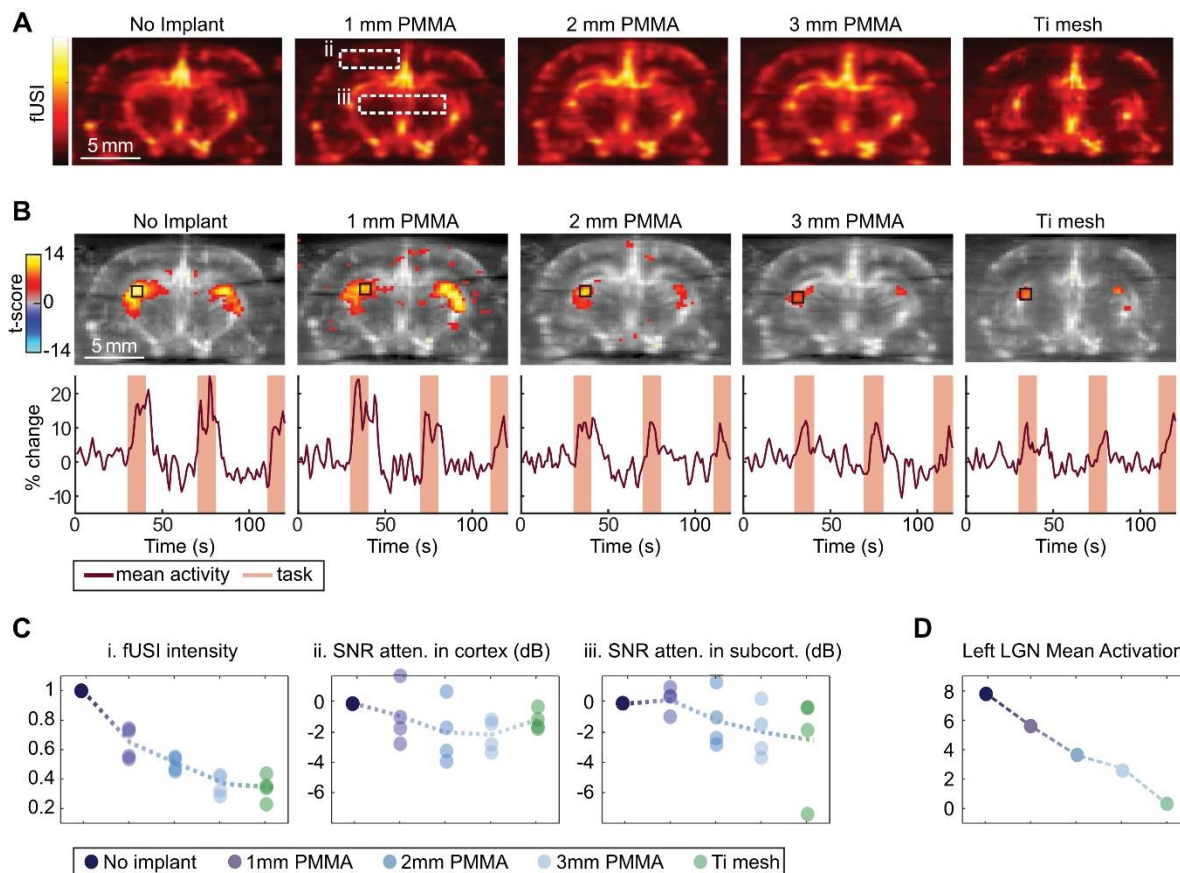 A
No Implant
1 mm PMMA
2 mm PMMA
3 mm PMMA
Ti mesh
fUSI
ii
iii
5 mm
B
No Implant
1 mm PMMA
2 mm PMMA
3 mm PMMA
Ti mesh
t-score
14
0
-14
5 mm
% change
20
10
0
-10
0 50 100
0 50 100
0 50 100
0 50 100
0 50 100
Time (s)
Time (s)
Time (s)
Time (s)
Time (s)
mean activity
task
C
i. fUSI intensity
1
0.8
0.6
0.4
0.2
ii. SNR atten. in cortex (dB)
0
-2
-4
-6
iii. SNR atten. in subcort. (dB)
0
-2
-4
-6
D
Left LGN Mean Activation
8
6
4
2
0
No implant
1mm PMMA
2mm PMMA
3mm PMMA
Ti mesh